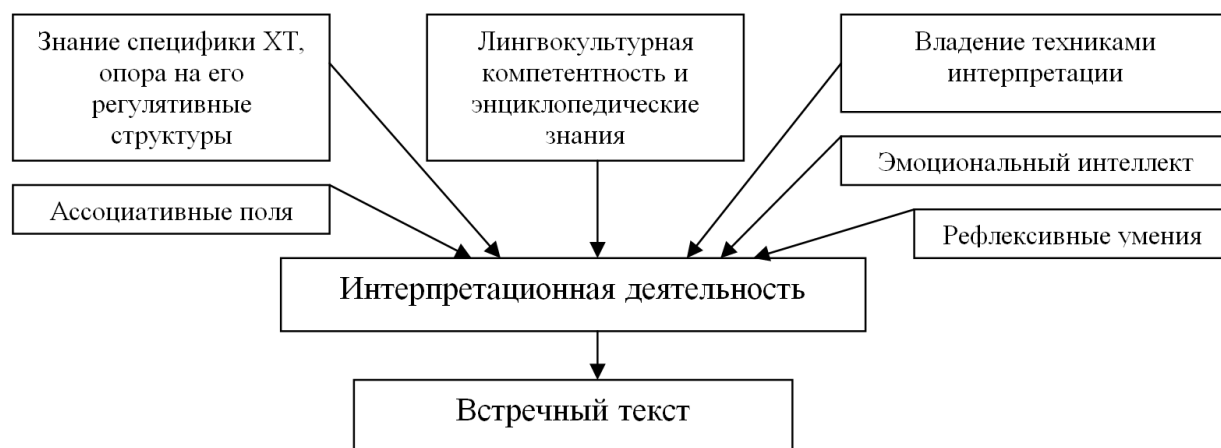 Знание специфики ХТ,
опора на его
регулятивные
структуры
Лингвокультурная
компетентность и
энциклопедические
знания
Владение техниками
интерпретации
Эмоциональный интеллект
Ассоциативные поля
Рефлексивные умения
Интерпретационная деятельность
Встречный текст